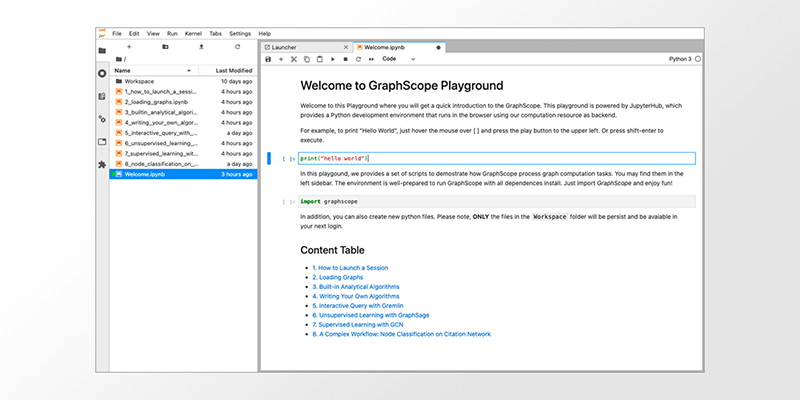 File Edit View Run Kernel Tabs Settings Help
/
Name Last Modified
Workspace 10 days ago
1_how_to_launch_a_sessi... 4 hours ago
2_loading_graphs.ipynb 4 hours ago
3_builtin_analytical_algor... 4 hours ago
4_writing_your_own_algor... 4 hours ago
5_interactive_query_with_... a day ago
6_unsupervised_learning_... 4 hours ago
7_supervised_learning_wit... 4 hours ago
8_node_classification_on_... a day ago
Welcome.ipynb 3 hours ago
Launcher
Welcome.ipynb
Code
Python 3
Welcome to GraphScope Playground
Welcome to this Playground where you will get a quick introduction to the GraphScope. This playground is powered by JupyterHub, which
provides a Python development environment that runs in the browser using our computation resource as backend.
For example, to print "Hello World", just hover the mouse over [ ] and press the play button to the upper left. Or press shift-enter to
execute.
[ ]: print("hello world")
In this playgound, we provides a set of scripts to demostrate how GraphScope process graph computation tasks. You may find them in the
left sidebar. The environment is well-prepared to run GraphScope with all dependences install. Just import GraphScope and enjoy fun!
[ ]: import graphscope
In addition, you can also create new python files. Please note, ONLY the files in the Workspace folder will be persist and be avaiable in
your next login.
Content Table
1. How to Launch a Session
2. Loading Graphs
3. Built-in Analytical Algorithms
4. Writing Your Own Algorithms
5. Interactive Query with Gremlin
6. Unsupervised Learning with GraphSage
7. Supervised Learning with GCN
8. A Complex Workflow: Node Classification on Citation Network